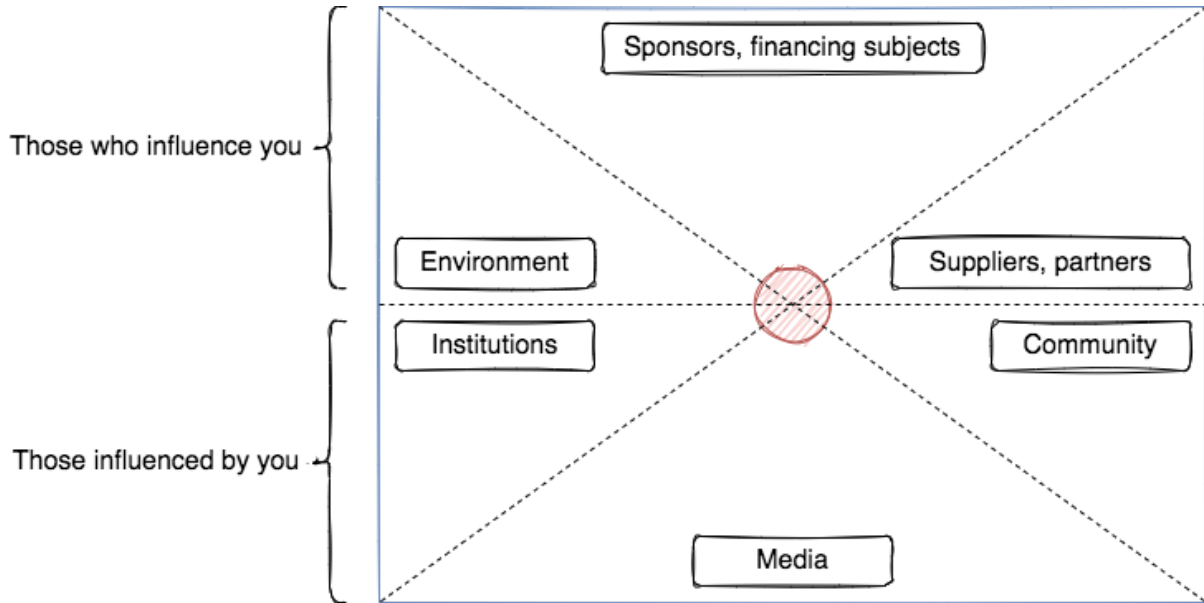 Sponsors, financing subjects
Those who influence you
Environment
Suppliers, partners
Institutions
Community
Those influenced by you
Media